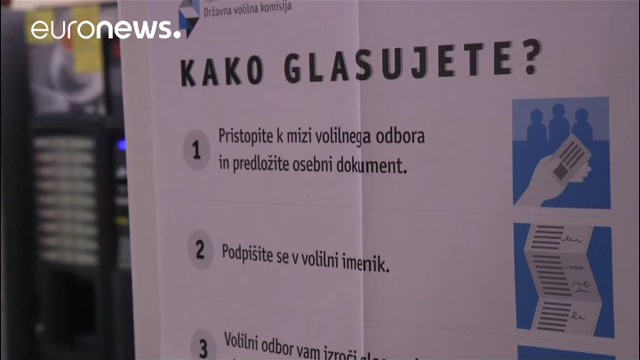 euronews.
Državna volilna komisija
KAKO GLASUJETE?
1 Pristopite k mizi volilnega odbora
in predložite osebni dokument.
2 Podpišite se v volilni imenik.
3 Volilni odbor vam izroči